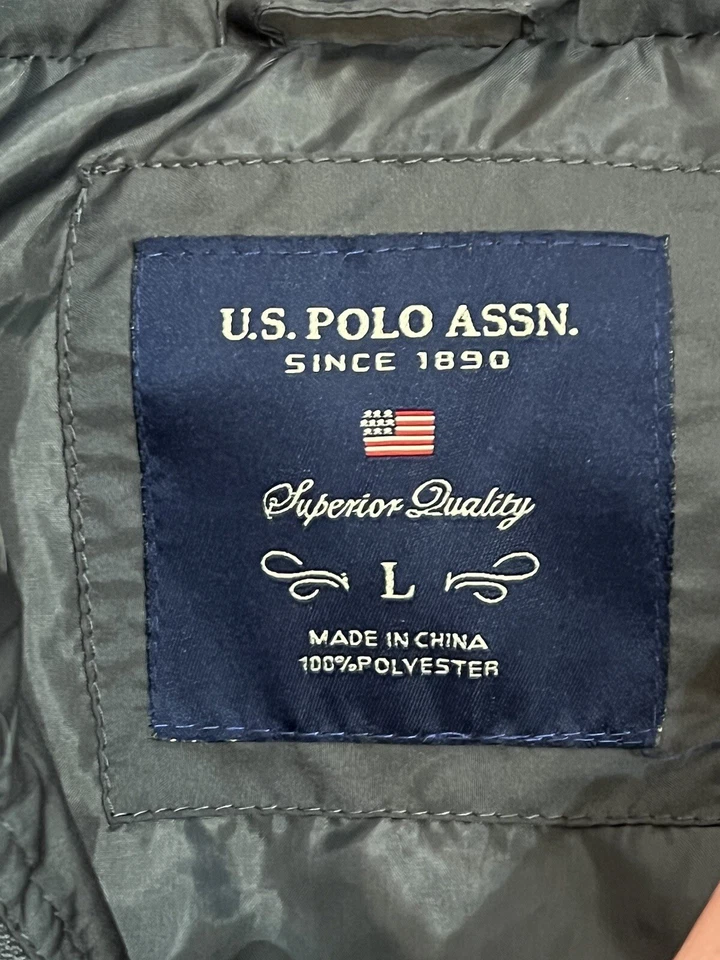 U.S. POLO ASSN.
SINCE 1890
Superior Quality
L
MADE IN CHINA
100%POLYESTER